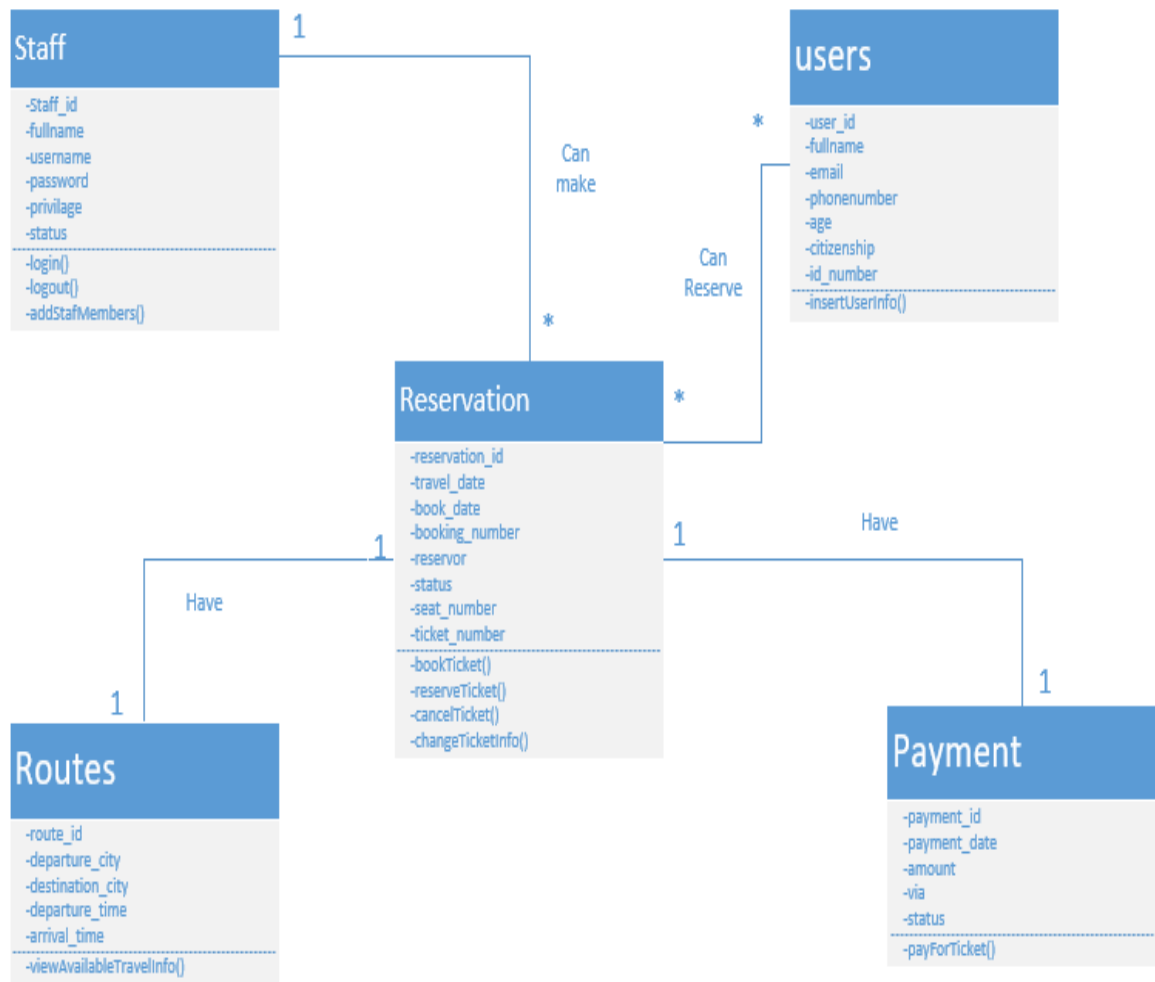 Staff
-Staff_id
-fullname
-username
-password
-privilage
-status
-login()
-logout()
-addStafMembers()
1
Can
make
*
users
-user_id
-fullname
-email
-phonenumber
-age
-citizenship
-id_number
-insertUserInfo()
*
Can
Reserve
*
Reservation
-reservation_id
-travel_date
-book_date
-booking_number
-reservor
-status
-seat_number
-ticket_number
-bookTicket()
-reserveTicket()
-cancelTicket()
-changeTicketInfo()
1
Have
1
Routes
-route_id
-departure_city
-destination_city
-departure_time
-arrival_time
-viewAvailableTravelInfo()
1
Have
1
Payment
-payment_id
-payment_date
-amount
-via
-status
-payForTicket()